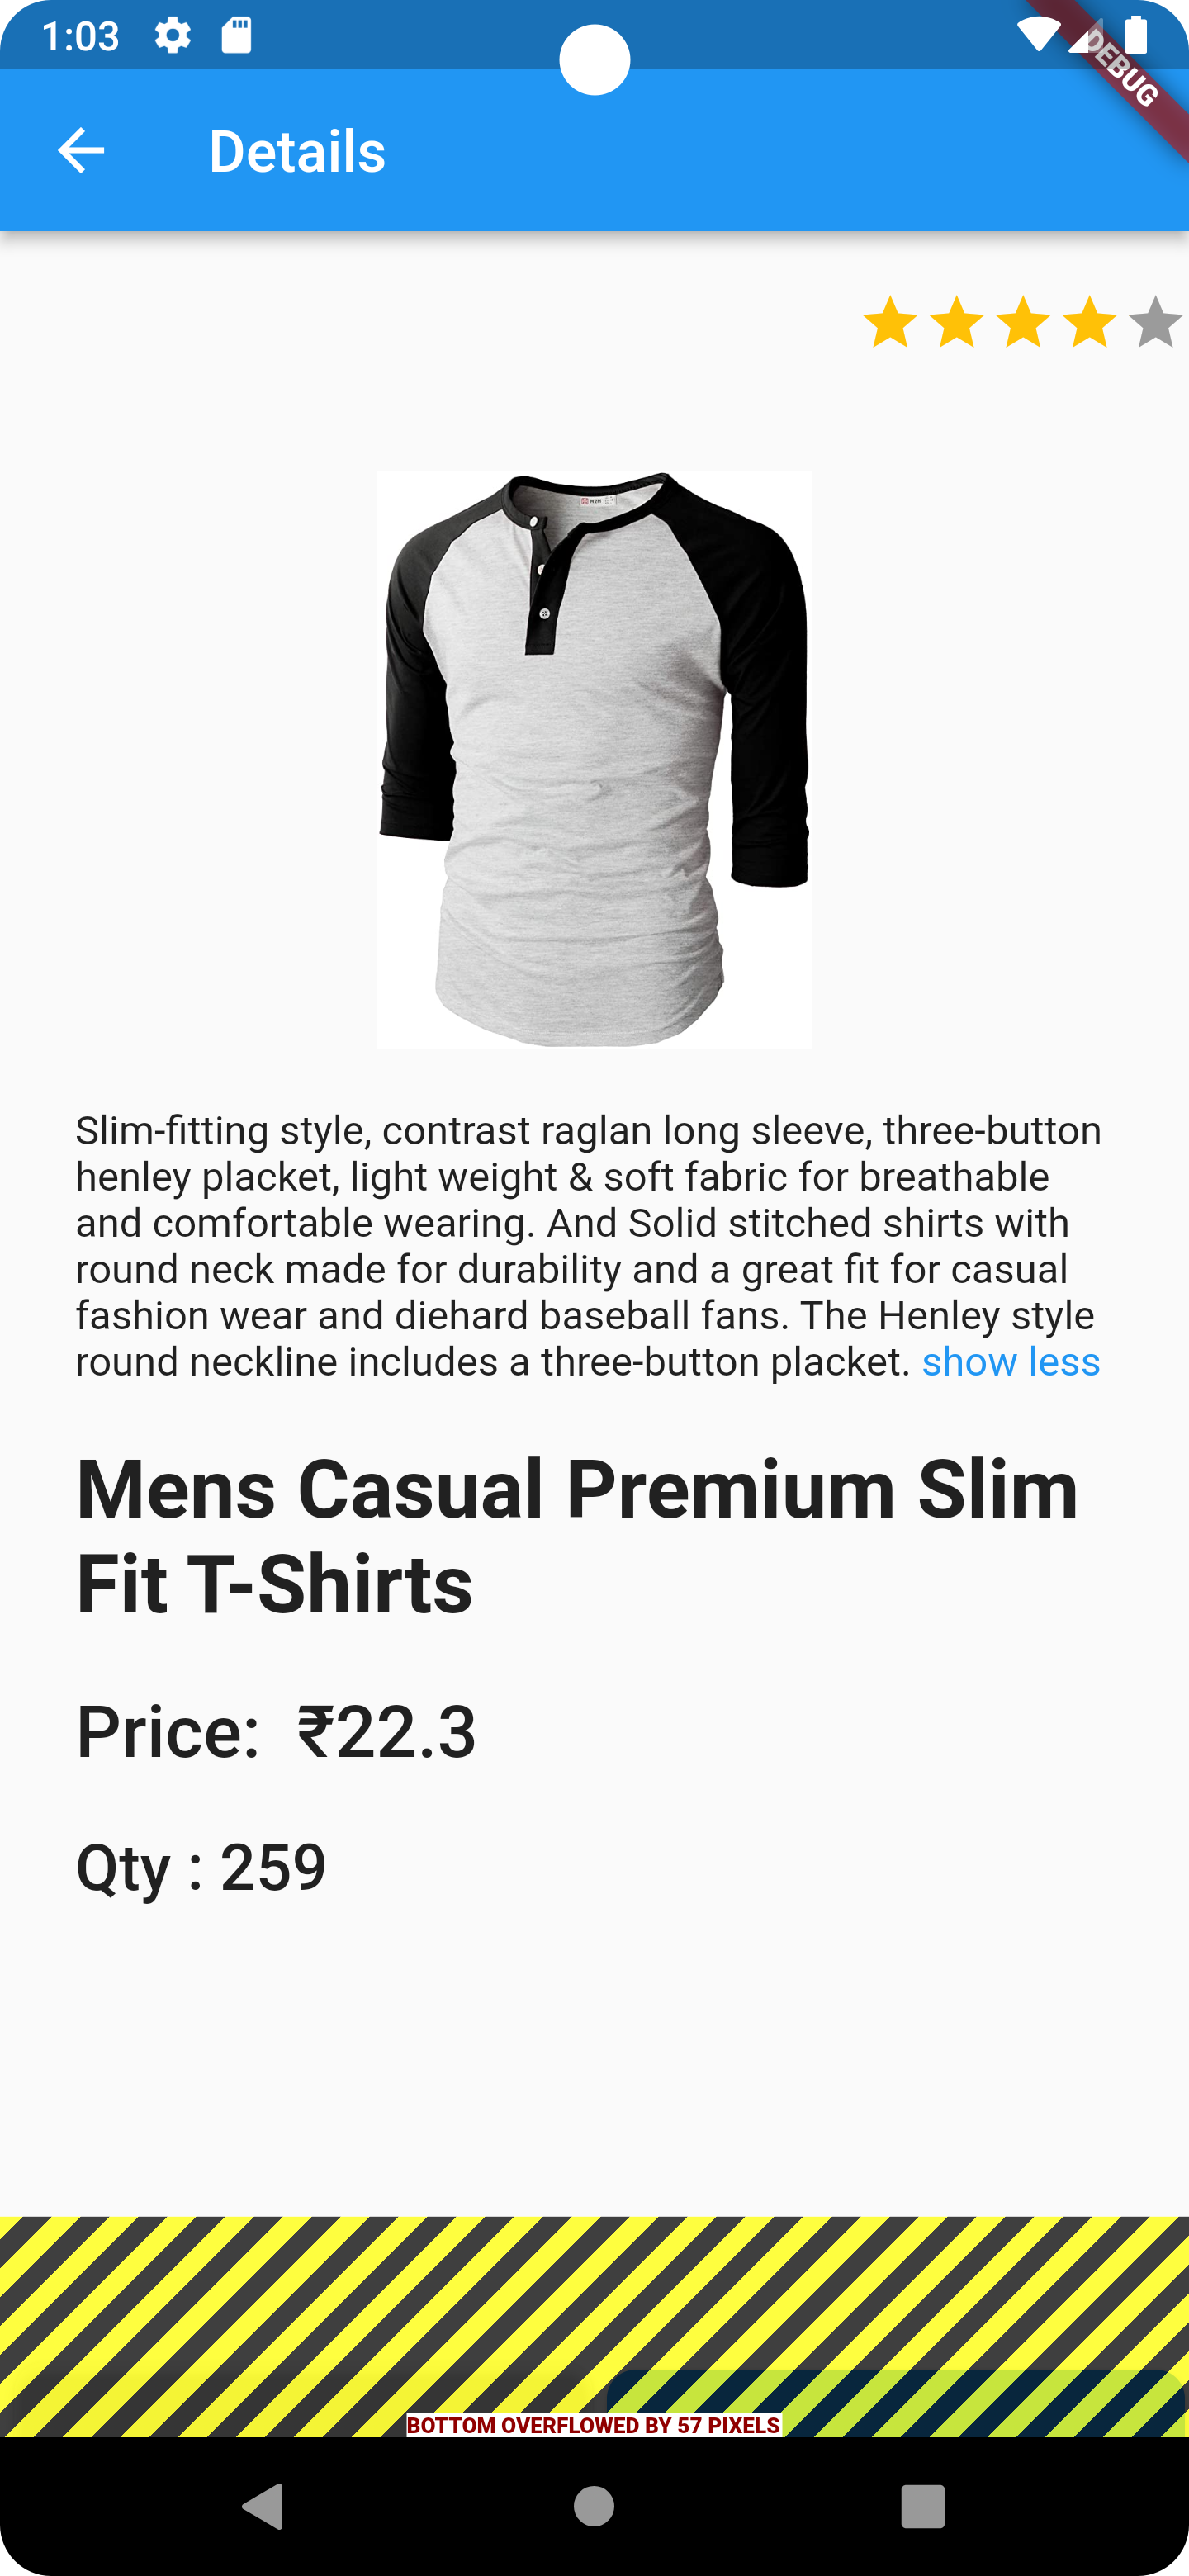 1:03
DEBUG
Details
Slim-fitting style, contrast raglan long sleeve, three-button
henley placket, light weight & soft fabric for breathable
and comfortable wearing. And Solid stitched shirts with
round neck made for durability and a great fit for casual
fashion wear and diehard baseball fans. The Henley style
round neckline includes a three-button placket. show less
Mens Casual Premium Slim
Fit T-Shirts
Price:  ₹22.3
Qty : 259
BOTTOM OVERFLOWED BY 57 PIXELS